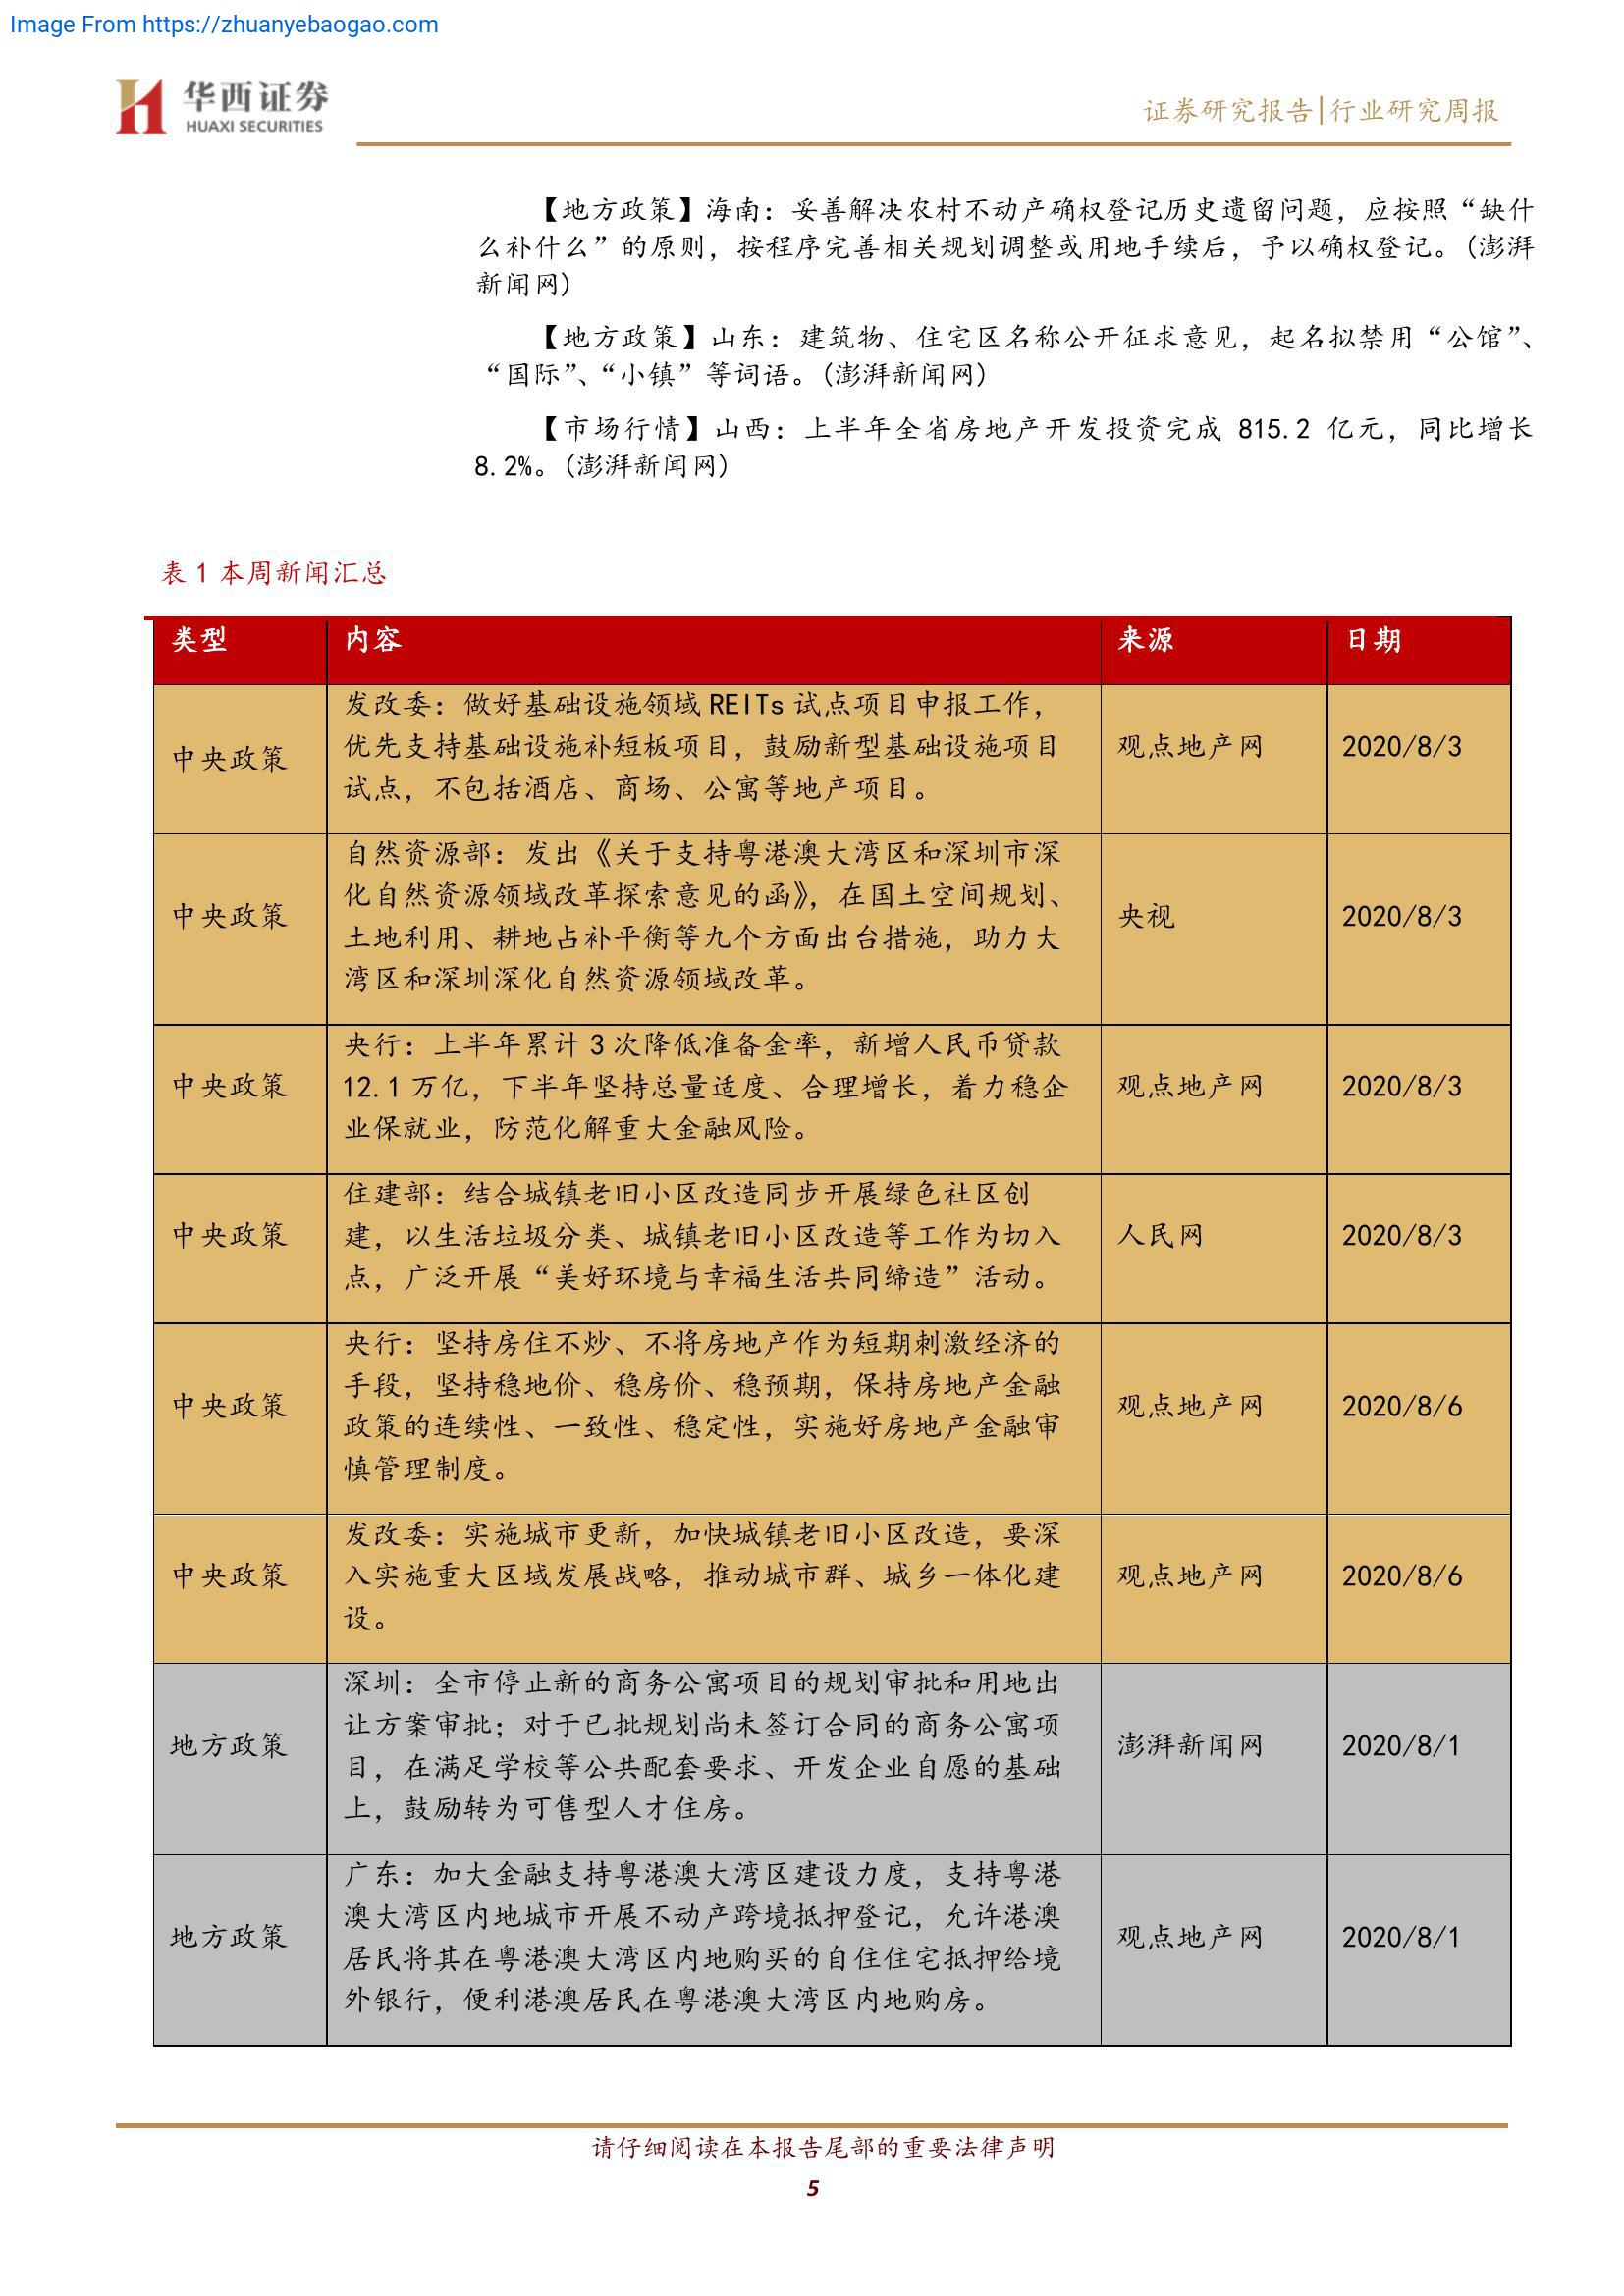 Image From https://zhuanyebaogao.com
华西证券
HUAXI SECURITIES
证券研究报告|行业研究周报
【地方政策】海南：妥善解决农村不动产确权登记历史遗留问题，应按照“缺什
么补什么”的原则，按程序完善相关规划调整或用地手续后，予以确权登记。（澎湃
新闻网）
【地方政策】山东：建筑物、住宅区名称公开征求意见，起名拟禁用“公馆”、
“国际”、“小镇”等词语。（澎湃新闻网）
【市场行情】山西：上半年全省房地产开发投资完成 815.2 亿元，同比增长
8.2%。（澎湃新闻网）
表 1 本周新闻汇总
类型 内容 来源 日期
发改委：做好基础设施领域 REITs 试点项目申报工作，
优先支持基础设施补短板项目，鼓励新型基础设施项目
试点，不包括酒店、商场、公寓等地产项目。
中央政策 观点地产网 2020/8/3
自然资源部：发出《关于支持粤港澳大湾区和深圳市深
化自然资源领域改革探索意见的函》，在国土空间规划、
土地利用、耕地占补平衡等九个方面出台措施，助力大
湾区和深圳深化自然资源领域改革。
中央政策 央视 2020/8/3
央行：上半年累计 3 次降低准备金率，新增人民币贷款
12.1 万亿，下半年坚持总量适度、合理增长，着力稳企
业保就业，防范化解重大金融风险。
中央政策 观点地产网 2020/8/3
住建部：结合城镇老旧小区改造同步开展绿色社区创
建，以生活垃圾分类、城镇老旧小区改造等工作为切入
点，广泛开展“美好环境与幸福生活共同缔造”活动。
中央政策 人民网 2020/8/3
央行：坚持房住不炒、不将房地产作为短期刺激经济的
手段，坚持稳地价、稳房价、稳预期，保持房地产金融
政策的连续性、一致性、稳定性，实施好房地产金融审
慎管理制度。
中央政策 观点地产网 2020/8/6
发改委：实施城市更新，加快城镇老旧小区改造，要深
入实施重大区域发展战略，推动城市群、城乡一体化建
设。
中央政策 观点地产网 2020/8/6
深圳：全市停止新的商务公寓项目的规划审批和用地出
让方案审批；对于已批规划尚未签订合同的商务公寓项
目，在满足学校等公共配套要求、开发企业自愿的基础
上，鼓励转为可售型人才住房。
地方政策 澎湃新闻网 2020/8/1
广东：加大金融支持粤港澳大湾区建设力度，支持粤港
澳大湾区内地城市开展不动产跨境抵押登记，允许港澳
居民将其在粤港澳大湾区内地购买的自住住宅抵押给境
外银行，便利港澳居民在粤港澳大湾区内地购房。
地方政策 观点地产网 2020/8/1
请仔细阅读在本报告尾部的重要法律声明
5